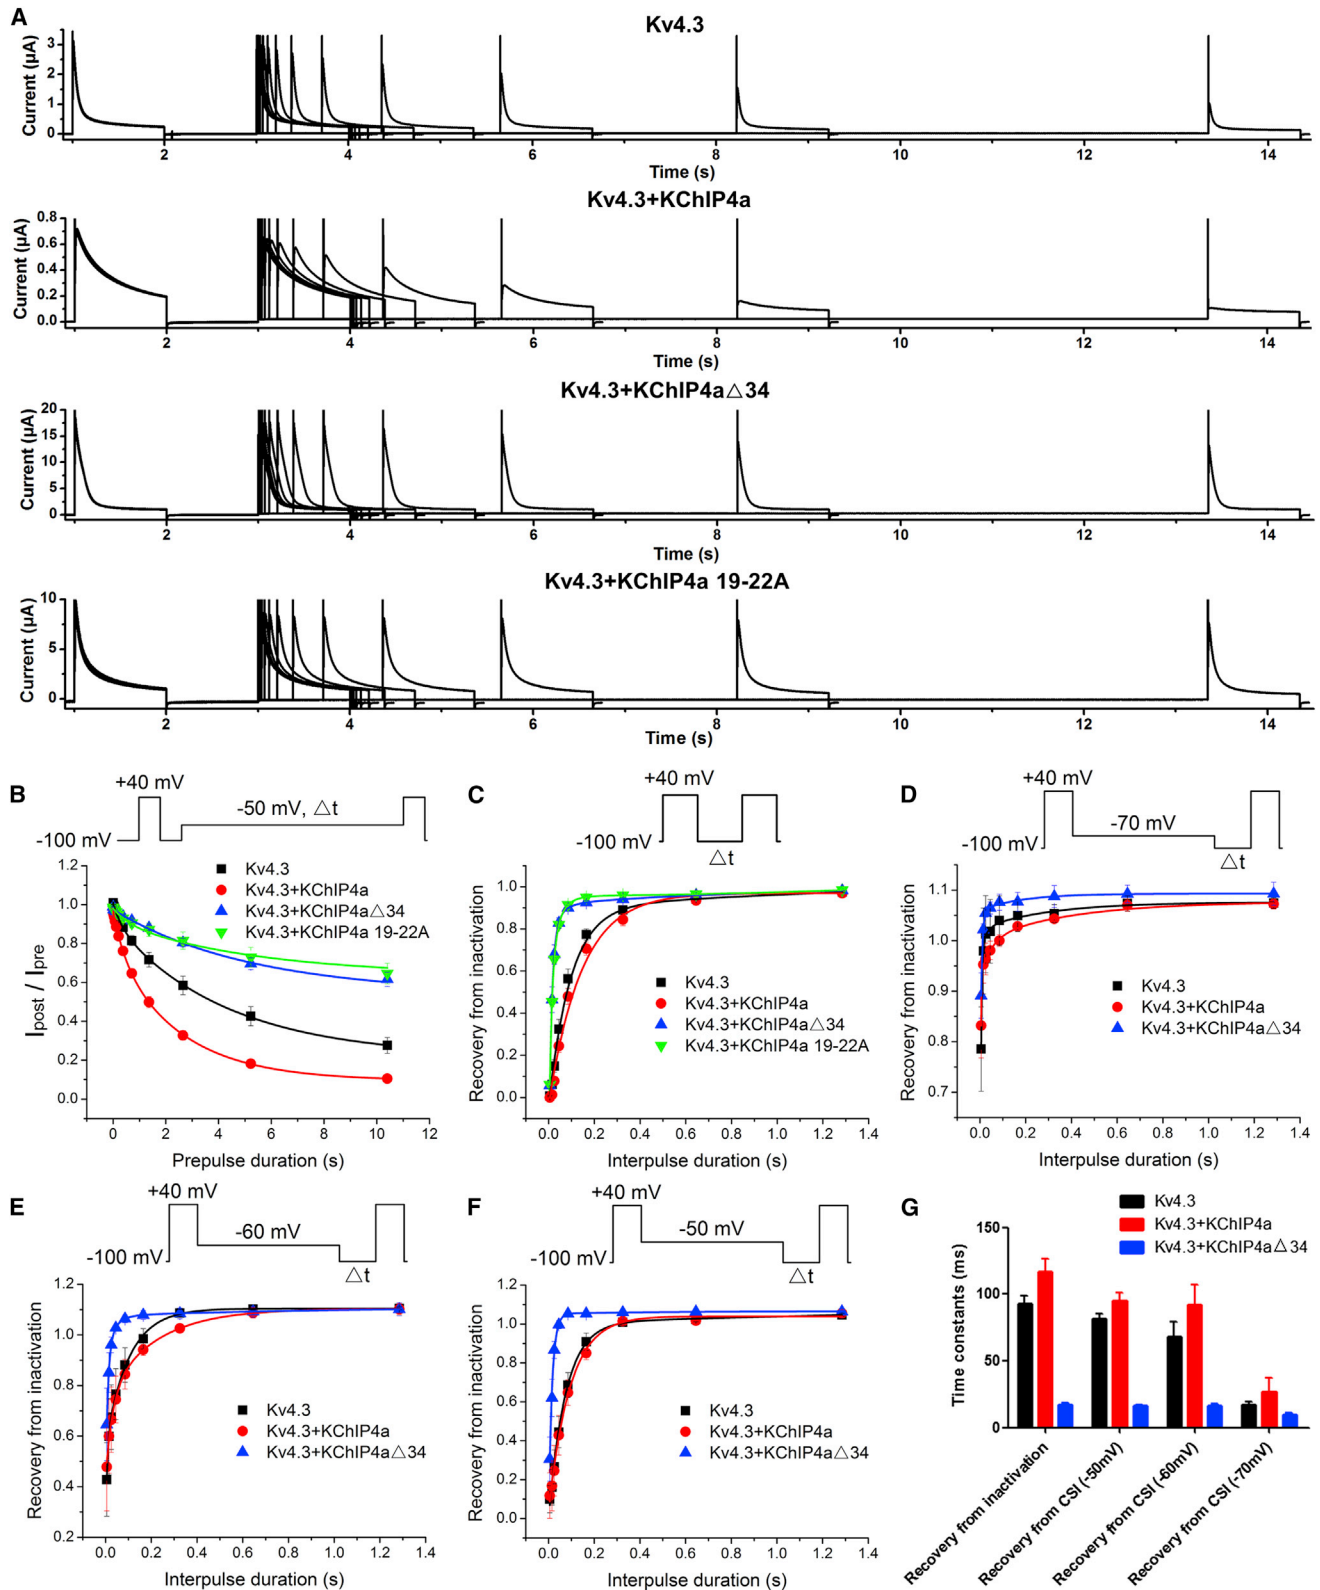 A
Kv4.3
Current (µA)
3
2
1
0
2 4 6 8 10 12 14
Time (s)
Kv4.3+KChIP4a
Current (µA)
0.8
0.6
0.4
0.2
0.0
2 4 6 8 10 12 14
Time (s)
Kv4.3+KChIP4a△34
Current (µA)
20
15
10
5
0
2 4 6 8 10 12 14
Time (s)
Kv4.3+KChIP4a 19-22A
Current (µA)
10
5
0
2 4 6 8 10 12 14
Time (s)
B
+40 mV
-50 mV, △t
-100 mV
Kv4.3
Kv4.3+KChIP4a
Kv4.3+KChIP4a△34
Kv4.3+KChIP4a 19-22A
Ipost / Ipre
1.2
1.0
0.8
0.6
0.4
0.2
0.0
0 2 4 6 8 10 12
Prepulse duration (s)
C
+40 mV
-100 mV
△t
Recovery from inactivation
1.0
0.8
0.6
0.4
0.2
0.0
Kv4.3
Kv4.3+KChIP4a
Kv4.3+KChIP4a△34
Kv4.3+KChIP4a 19-22A
0.0 0.2 0.4 0.6 0.8 1.0 1.2 1.4
Interpulse duration (s)
D
+40 mV
-70 mV
-100 mV
△t
Recovery from inactivation
1.1
1.0
0.9
0.8
0.7
Kv4.3
Kv4.3+KChIP4a
Kv4.3+KChIP4a△34
0.0 0.2 0.4 0.6 0.8 1.0 1.2 1.4
Interpulse duration (s)
E
+40 mV
-60 mV
-100 mV
△t
Recovery from inactivation
1.2
1.0
0.8
0.6
0.4
0.2
Kv4.3
Kv4.3+KChIP4a
Kv4.3+KChIP4a△34
0.0 0.2 0.4 0.6 0.8 1.0 1.2 1.4
Interpulse duration (s)
F
+40 mV
-50 mV
-100 mV
△t
Recovery from inactivation
1.2
1.0
0.8
0.6
0.4
0.2
0.0
Kv4.3
Kv4.3+KChIP4a
Kv4.3+KChIP4a△34
0.0 0.2 0.4 0.6 0.8 1.0 1.2 1.4
Interpulse duration (s)
G
Kv4.3
Kv4.3+KChIP4a
Kv4.3+KChIP4a△34
Time constants (ms)
150
100
50
0
Recovery from inactivation
Recovery from CSI (-50mV)
Recovery from CSI (-60mV)
Recovery from CSI (-70mV)